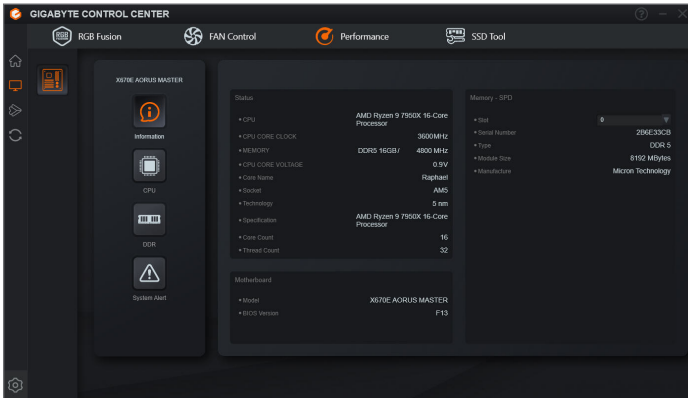 GIGABYTE CONTROL CENTER
RGB RGB Fusion FAN Control Performance SSD Tool
X670E AORUS MASTER
Information
CPU
DDR
System Alert
Status
CPU AMD Ryzen 9 7950X 16-Core
Processor
CPU CORE CLOCK 3600MHz
MEMORY DDR5 16GB / 4800 MHz
CPU CORE VOLTAGE 0.9V
Core Name Raphael
Socket AM5
Technology 5 nm
Specification AMD Ryzen 9 7950X 16-Core
Processor
Core Count 16
Thread Count 32
Motherboard
Model X670E AORUS MASTER
BIOS Version F13
Memory - SPD
Slot 0
Serial Number 2B6E33CB
Type DDR 5
Module Size 8192 MBytes
Manufacture Micron Technology